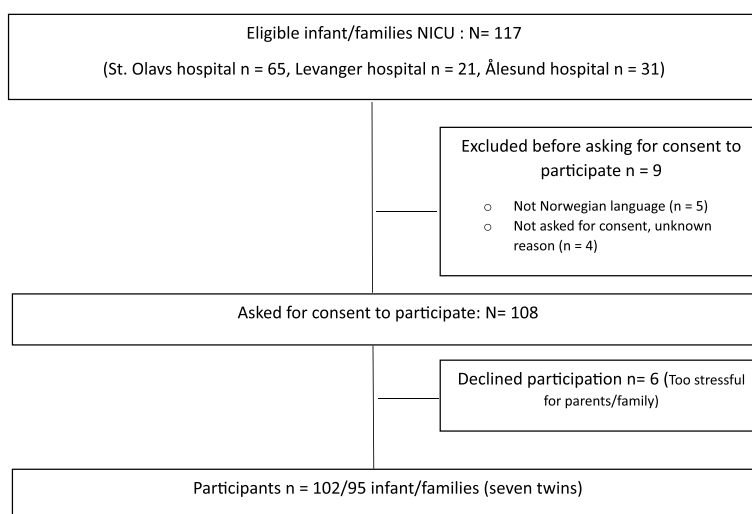 Eligible infant/families NICU : N= 117
(St. Olavs hospital n = 65, Levanger hospital n = 21, Ålesund hospital n = 31)
Excluded before asking for consent to
participate n = 9
o Not Norwegian language (n = 5)
o Not asked for consent, unknown
reason (n = 4)
Asked for consent to participate: N= 108
Declined participation n= 6 (Too stressful
for parents/family)
Participants n = 102/95 infant/families (seven twins)